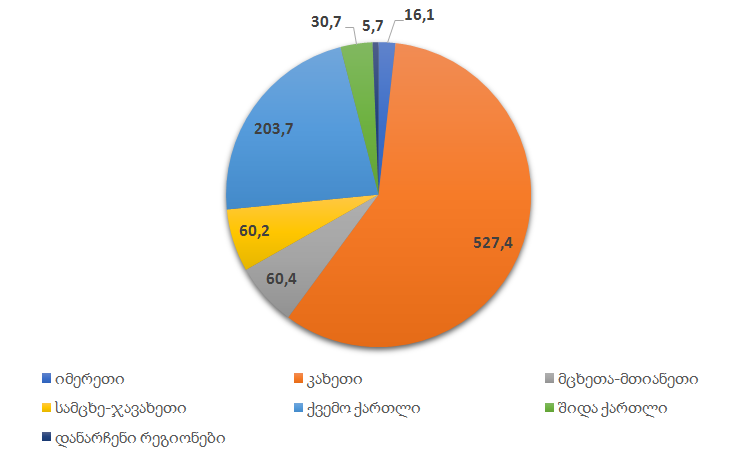 30,7
5,7
16,1
203,7
527,4
60,2
60,4
იმერეთი
კახეთი
მცხეთა-მთიანეთი
სამცხე-ჯავახეთი
ქვემო ქართლი
შიდა ქართლი
დანარჩენი რეგიონები